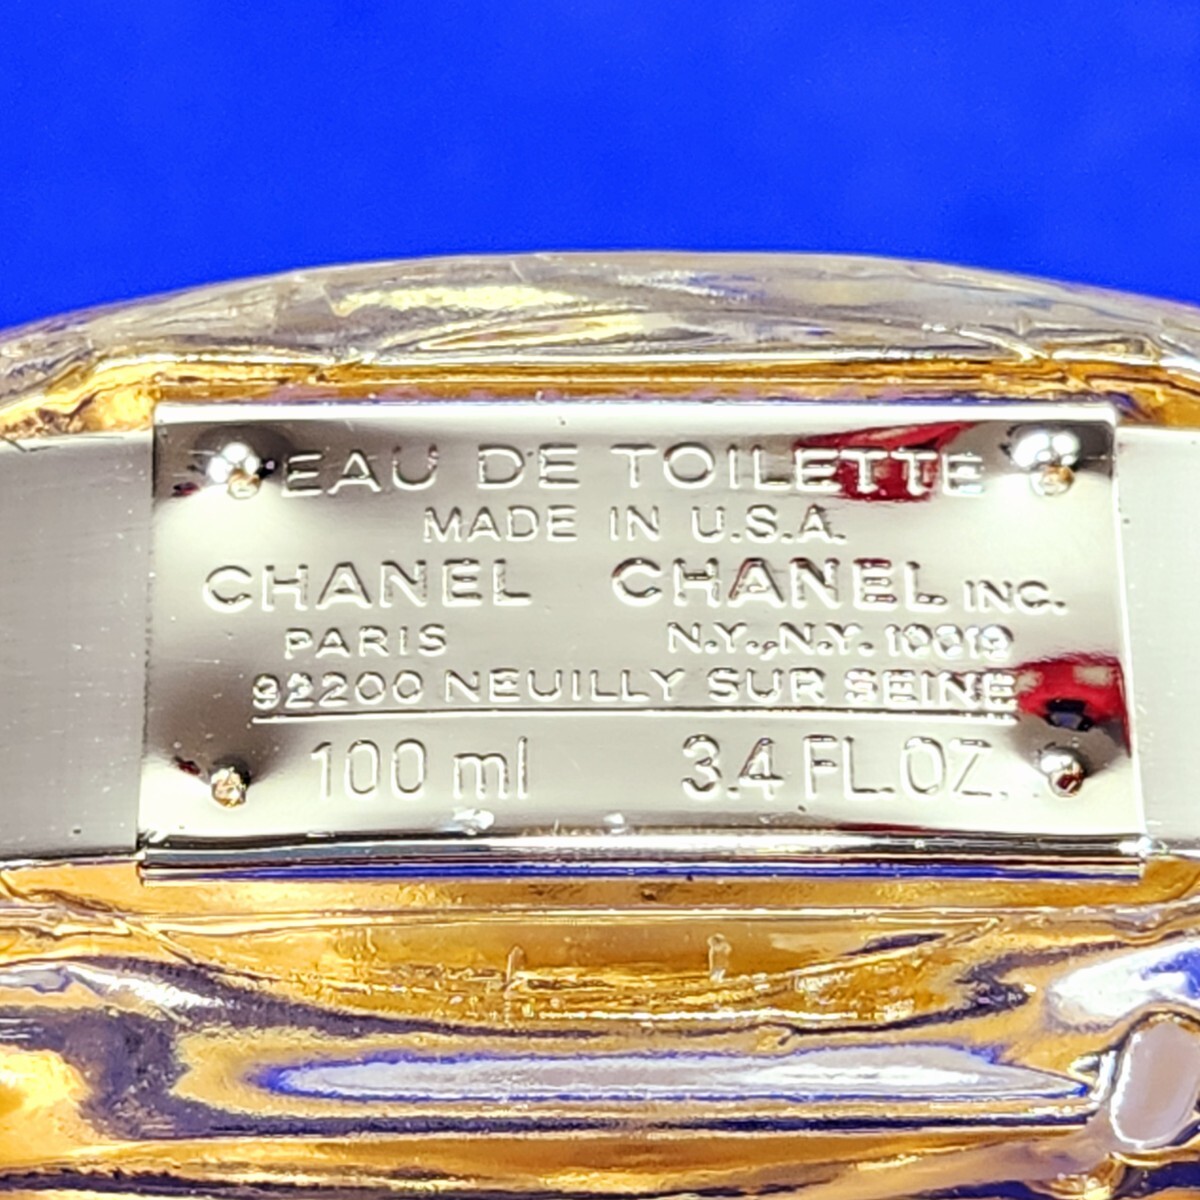 EAU DE TOILETTE
MADE IN U.S.A.
CHANEL CHANEL INC.
PARIS N.Y., N.Y. 10019
92200 NEUILLY SUR SEINE
100 ml 3.4 FL.OZ.